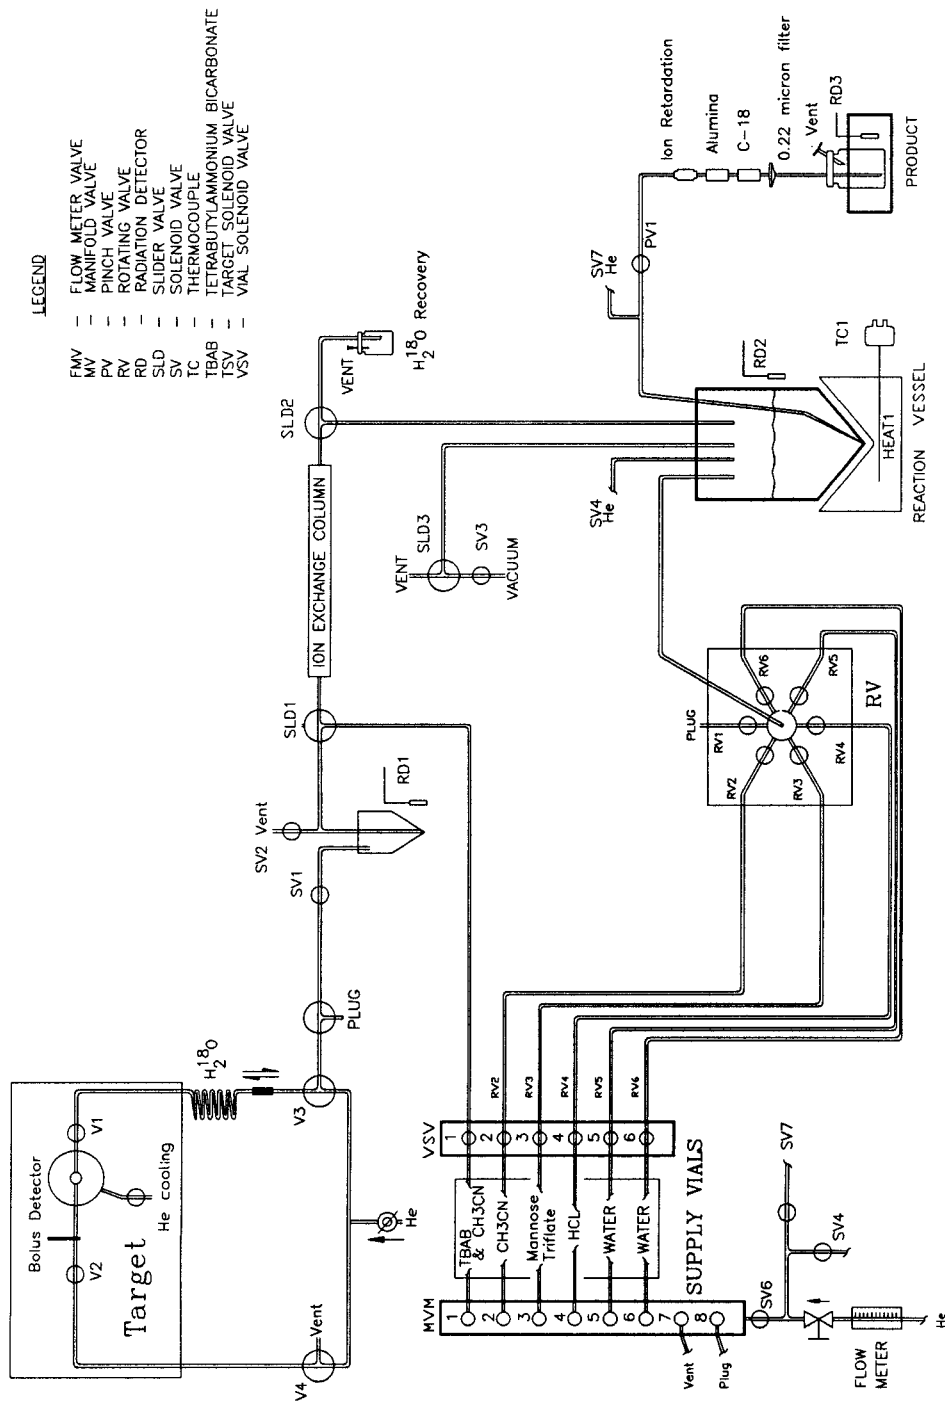 LEGEND
FMV – FLOW METER VALVE
MV – MANIFOLD VALVE
PV – PINCH VALVE
RV – ROTATING VALVE
RD – RADIATION DETECTOR
SLD – SLIDER VALVE
SV – SOLENOID VALVE
TC – THERMOCOUPLE
TBAB – TETRABUTYLAMMONIUM BICARBONATE
TSV – TARGET SOLENOID VALVE
VSV – VIAL SOLENOID VALVE
Target
Bolus Detector
V2
V1
He cooling
H₂¹⁸O
V4
Vent
V3
He
PLUG
SV1
SV2
Vent
RD1
SLD1
ION EXCHANGE COLUMN
SLD2
VENT
H₂¹⁸O Recovery
VENT
SLD3
SV3
VACUUM
SV4
He
SV7
He
PV1
RD2
TC1
HEAT1
REACTION VESSEL
Ion Retardation
Alumina
C-18
0.22 micron filter
Vent
RD3
PRODUCT
MVM
1
2
3
4
5
6
7
8
Vent
Plug
TBAB
& CH3CN
CH3CN
Mannose
Triflate
HCL
WATER
WATER
SUPPLY VIALS
VSV
1
2
3
4
5
6
RV2
RV3
RV4
RV5
RV6
PLUG
RV1
RV2
RV3
RV4
RV5
RV6
RV
SV6
SV4
SV7
FLOW
METER
He